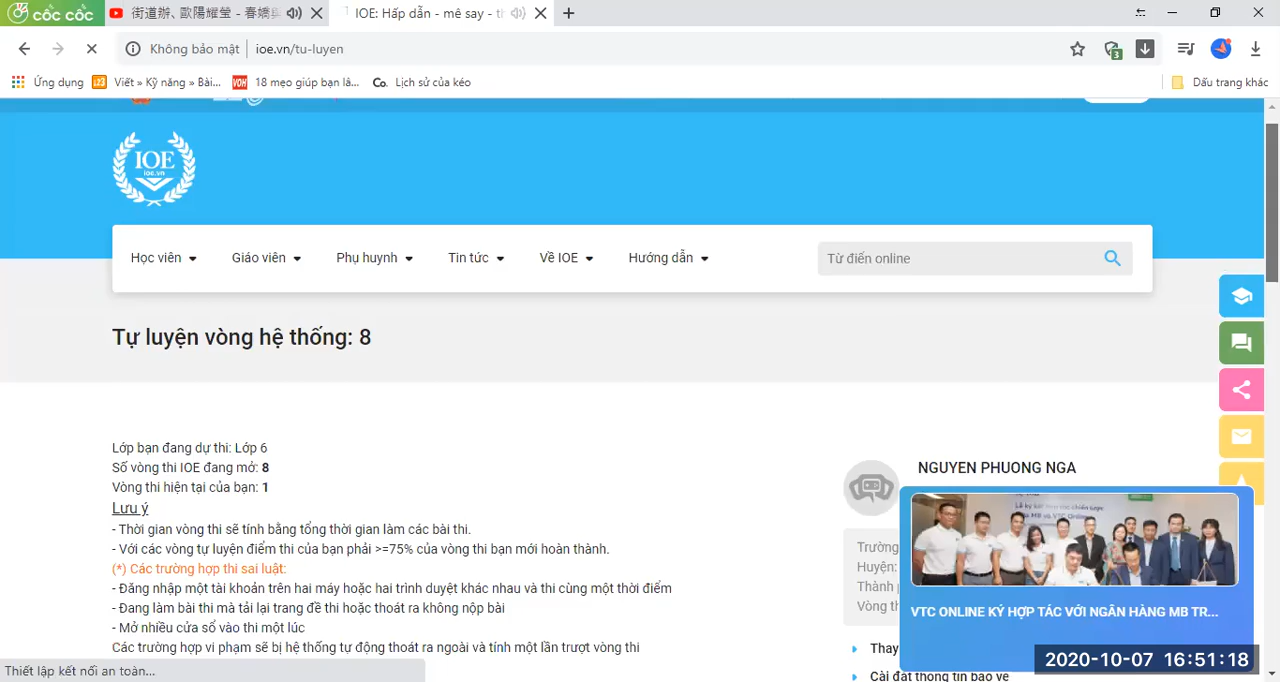 cốc cốc
街道辦、歐陽耀瑩 - 春嬌與
IOE: Hấp dẫn - mê say - th
Không bảo mật
ioe.vn/tu-luyen
3
Ứng dụng
123
Viết » Kỹ năng » Bài...
VOH
18 mẹo giúp bạn lâ...
Co.
Lịch sử của kéo
Dấu trang khác
IOE
ioe.vn
Học viên
Giáo viên
Phụ huynh
Tin tức
Về IOE
Hướng dẫn
Từ điển online
Tự luyện vòng hệ thống: 8
Lớp bạn đang dự thi: Lớp 6
Số vòng thi IOE đang mở: 8
Vòng thi hiện tại của bạn: 1
Lưu ý
- Thời gian vòng thi sẽ tính bằng tổng thời gian làm các bài thi.
- Với các vòng tự luyện điểm thi của bạn phải >=75% của vòng thi bạn mới hoàn thành.
(*) Các trường hợp thi sai luật:
- Đăng nhập một tài khoản trên hai máy hoặc hai trình duyệt khác nhau và thi cùng một thời điểm
- Đang làm bài thi mà tải lại trang đề thi hoặc thoát ra không nộp bài
- Mở nhiều cửa sổ vào thi một lúc
Các trường hợp vi phạm sẽ bị hệ thống tự động thoát ra ngoài và tính một lần trượt vòng thi
NGUYEN PHUONG NGA
Trường
Huyện:
Thành
Vòng
Thay
Cài đặt thông tin bảo vệ
VTC ONLINE KÝ HỢP TÁC VỚI NGÂN HÀNG MB TR...
2020-10-07 16:51:18
Thiết lập kết nối an toàn...